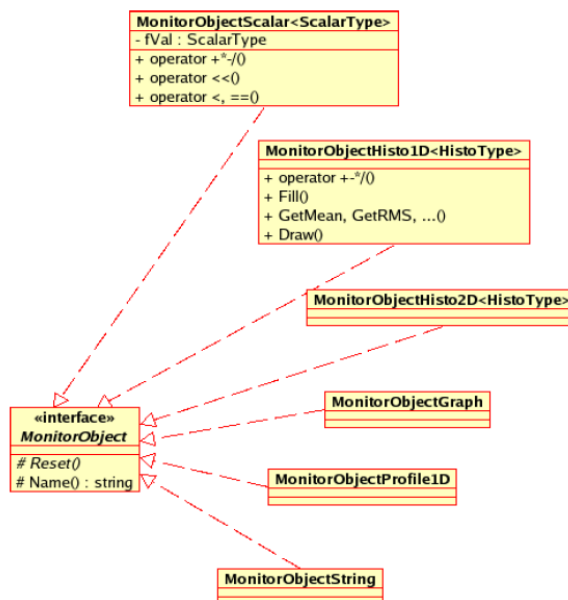 MonitorObjectScalar<ScalarType>
- fVal : ScalarType
+ operator +*-/()
+ operator <<()
+ operator <, ==()
MonitorObjectHisto1D<HistoType>
+ operator +-*/()
+ Fill()
+ GetMean, GetRMS, ...()
+ Draw()
MonitorObjectHisto2D<HistoType>
MonitorObjectGraph
«interface»
MonitorObject
# Reset()
# Name() : string
MonitorObjectProfile1D
MonitorObjectString